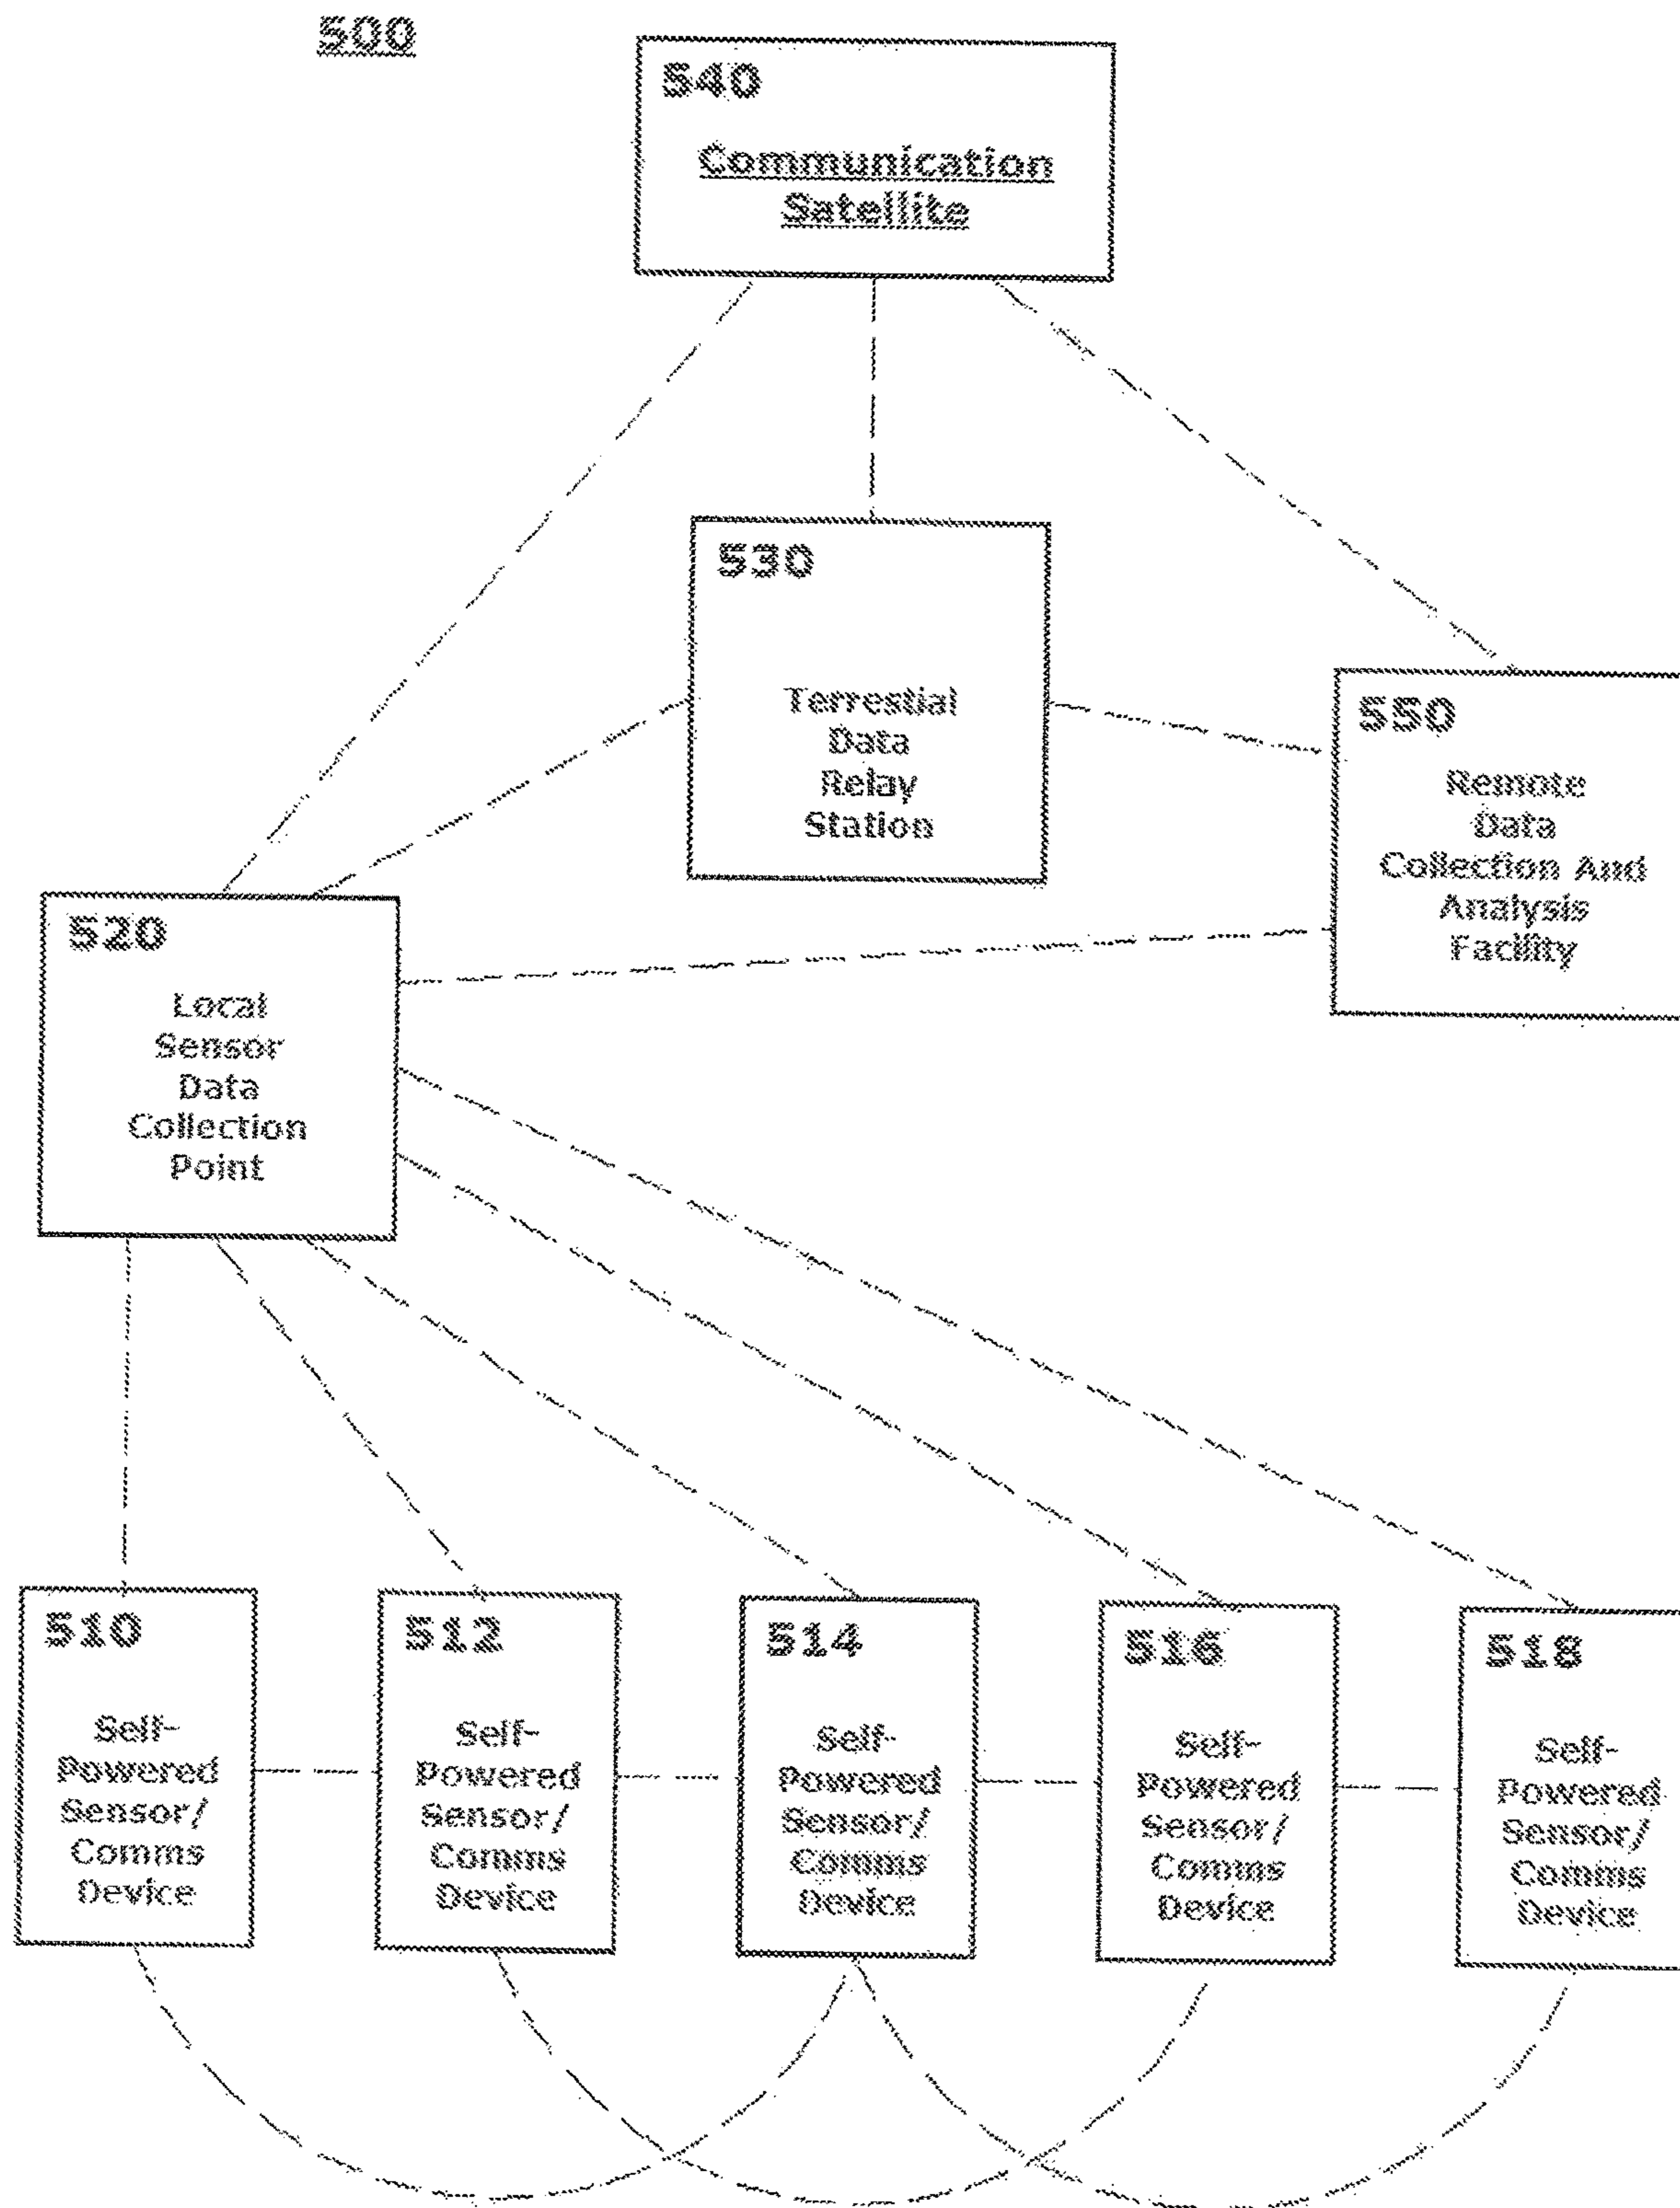 500
540
Communication
Satellite
530
Terrestial
Data
Relay
Station
550
Remote
Data
Collection And
Analysis
Facility
520
Local
Sensor
Data
Collection
Point
510
Self-
Powered
Sensor/
Comms
Device
512
Self-
Powered
Sensor/
Comms
Device
514
Self-
Powered
Sensor/
Comms
Device
516
Self-
Powered
Sensor/
Comms
Device
518
Self-
Powered
Sensor/
Comms
Device